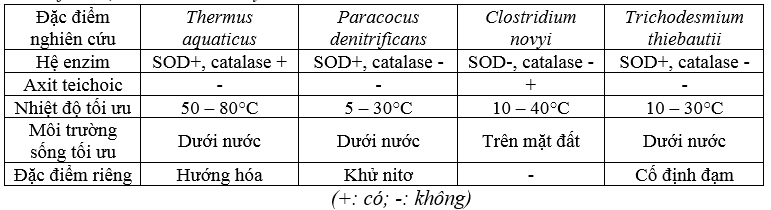 Đặc điểm nghiên cứu | Thermus aquaticus | Paracocus denitrificans | Clostridium novyi | Trichodesmium thiebautii
Hệ enzim | SOD+, catalase + | SOD+, catalase - | SOD-, catalase - | SOD+, catalase -
Axit teichoic | - | - | + | -
Nhiệt độ tối ưu | 50 – 80°C | 5 – 30°C | 10 – 40°C | 10 – 30°C
Môi trường sống tối ưu | Dưới nước | Dưới nước | Trên mặt đất | Dưới nước
Đặc điểm riêng | Hướng hóa | Khử nitơ | - | Cố định đạm
(+: có; -: không)